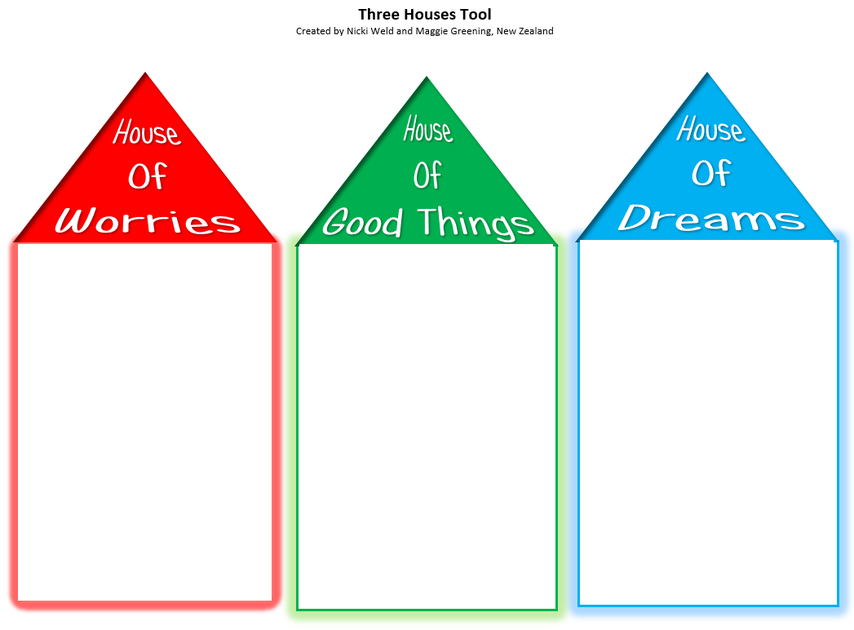 Three Houses Tool
Created by Nicki Weld and Maggie Greening, New Zealand
House
Of
Worries
House
Of
Good Things
House
Of
Dreams